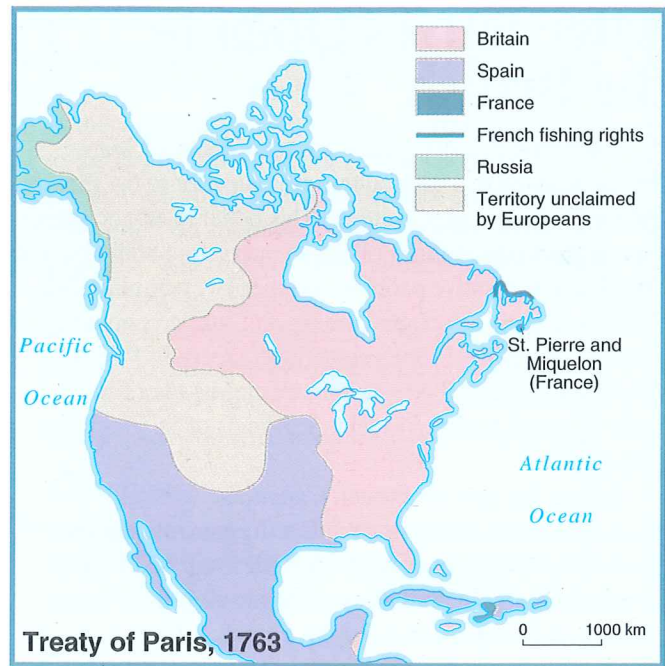 Britain
Spain
France
French fishing rights
Russia
Territory unclaimed
by Europeans
Pacific
Ocean
St. Pierre and
Miquelon
(France)
Atlantic
Ocean
Treaty of Paris, 1763
0 1000 km